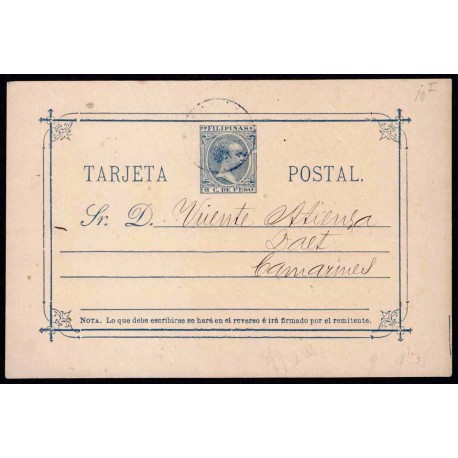 FILIPINAS
TARJETA POSTAL.
C. DE PESO
Sr. D. Vicente Atienza
Daet
Camarines
NOTA. Lo que debe escribirse se hará en el reverso é irá firmado por el remitente.